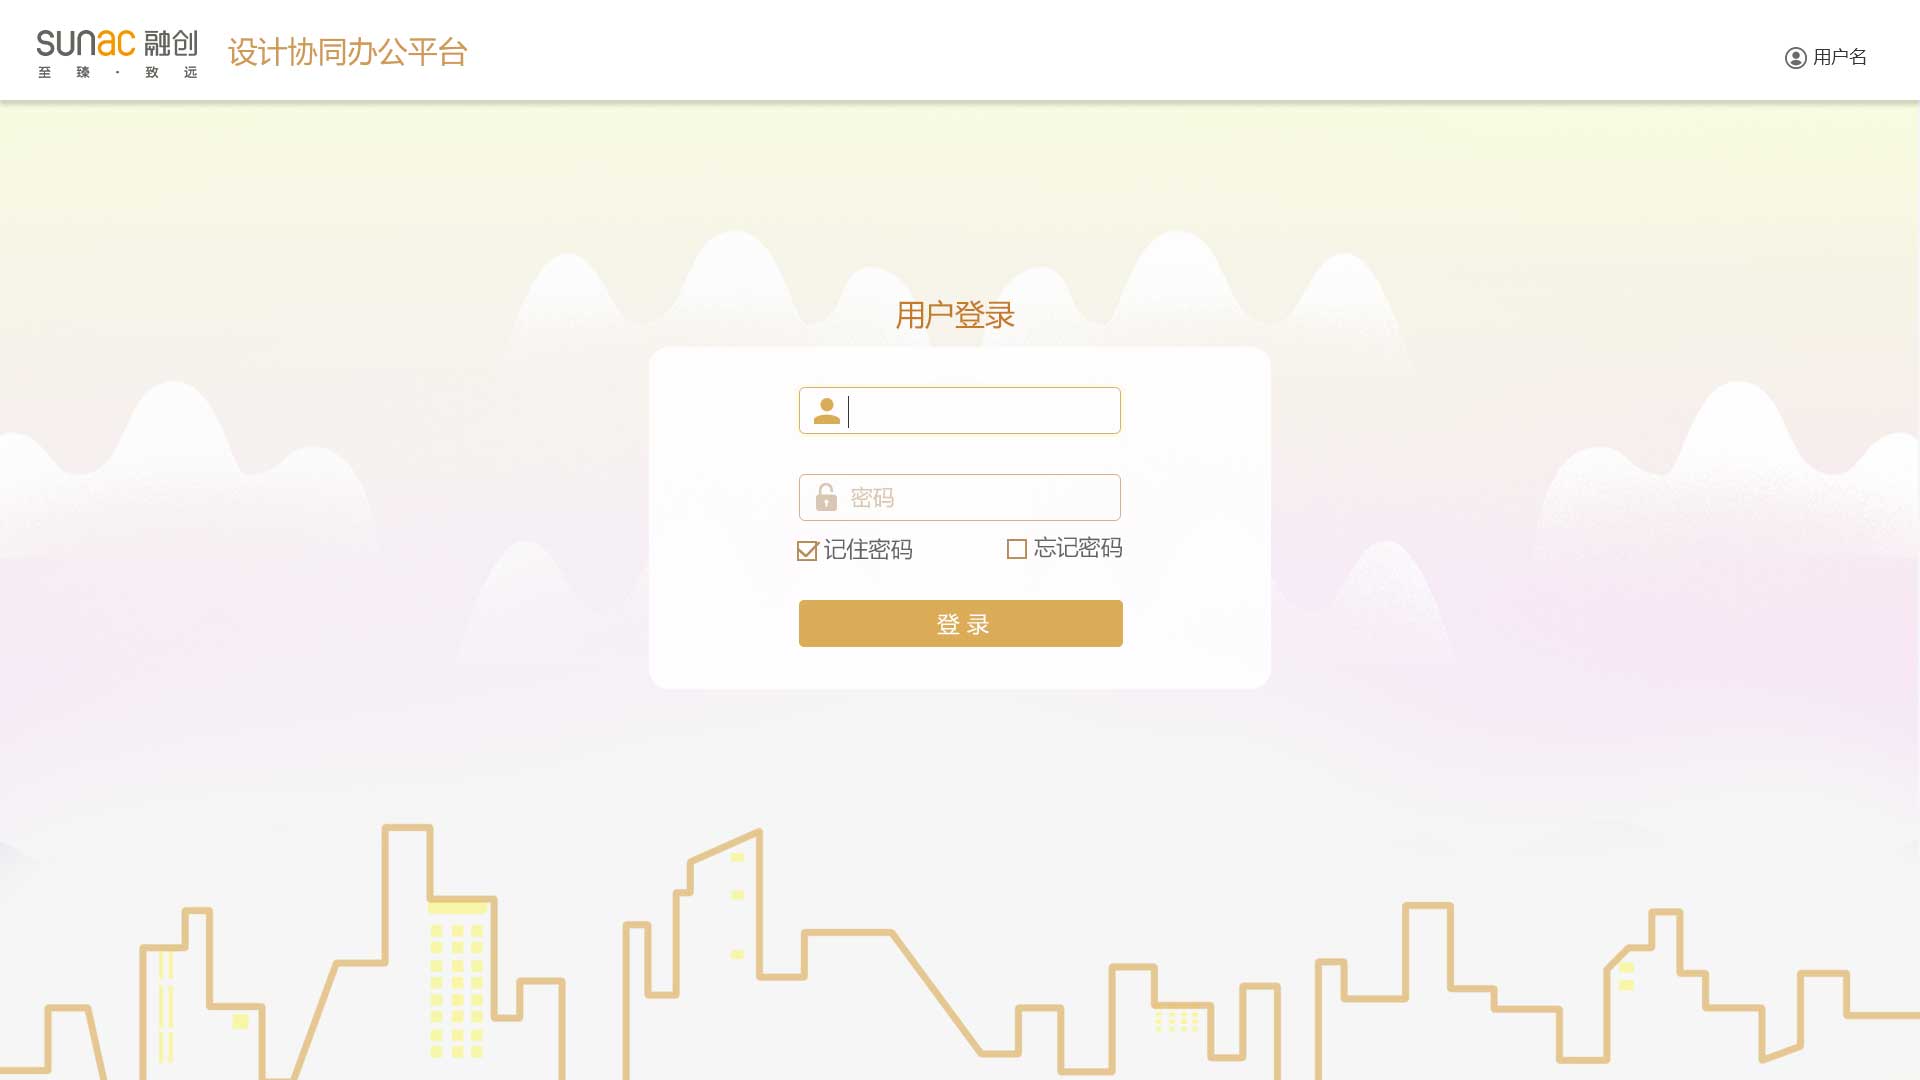 sunac 融创
至臻·致远
设计协同办公平台
用户名
用户登录
密码
记住密码
忘记密码
登 录